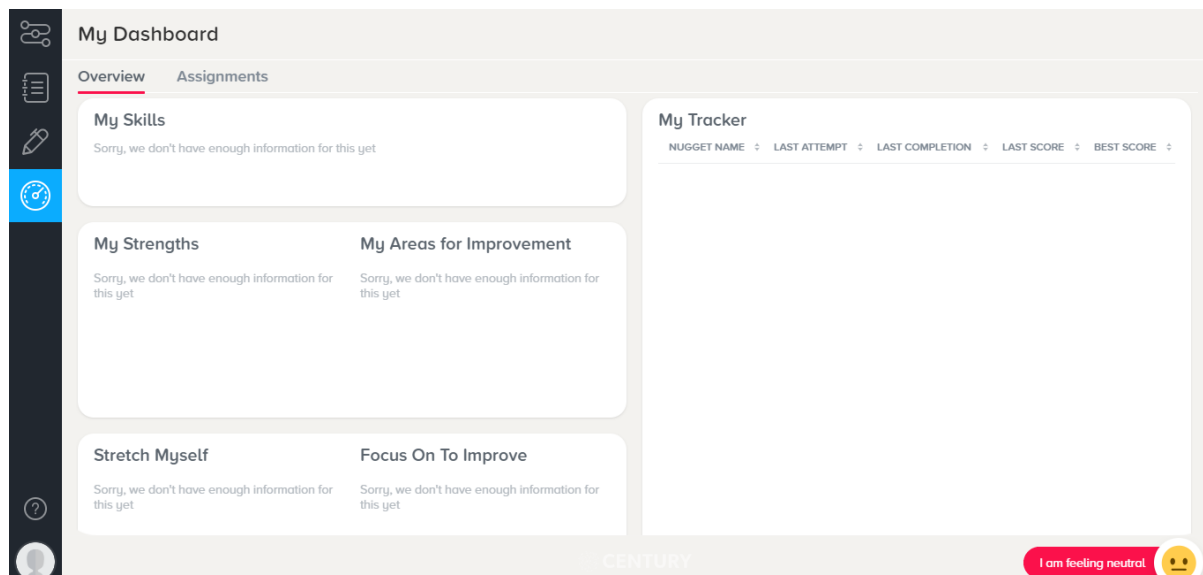 My Dashboard
Overview
Assignments
My Skills
Sorry, we don't have enough information for this yet
My Strengths
Sorry, we don't have enough information for
this yet
My Areas for Improvement
Sorry, we don't have enough information for
this yet
Stretch Myself
Sorry, we don't have enough information for
this yet
Focus On To Improve
Sorry, we don't have enough information for
this yet
My Tracker
NUGGET NAME LAST ATTEMPT LAST COMPLETION LAST SCORE BEST SCORE
?
CENTURY
I am feeling neutral